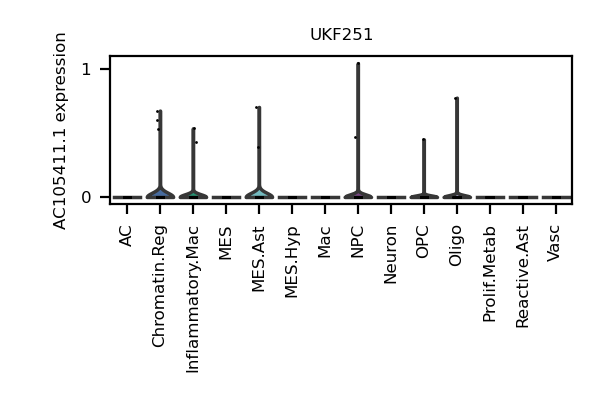 UKF251
AC105411.1 expression
1
0
AC
Chromatin.Reg
Inflammatory.Mac
MES
MES.Ast
MES.Hyp
Mac
NPC
Neuron
OPC
Oligo
Prolif.Metab
Reactive.Ast
Vasc